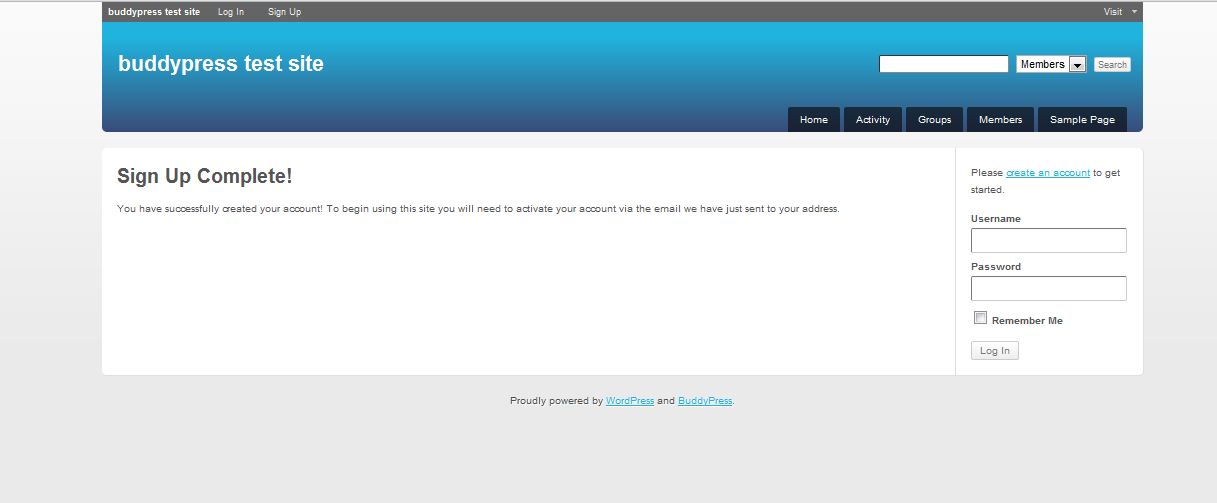 buddypress test site Log In Sign Up Visit
buddypress test site
Members Search
Home Activity Groups Members Sample Page
Sign Up Complete!
You have successfully created your account! To begin using this site you will need to activate your account via the email we have just sent to your address.
Please create an account to get
started.
Username
Password
Remember Me
Log In
Proudly powered by WordPress and BuddyPress.